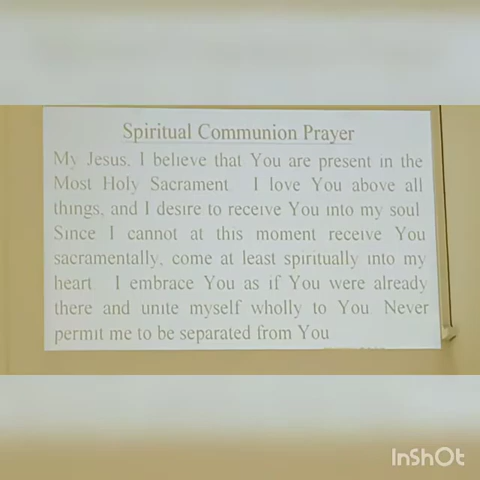 Spiritual Communion Prayer
My Jesus, I believe that You are present in the
Most Holy Sacrament. I love You above all
things, and I desire to receive You into my soul.
Since I cannot at this moment receive You
sacramentally, come at least spiritually into my
heart. I embrace You as if You were already
there and unite myself wholly to You. Never
permit me to be separated from You.
InShOt